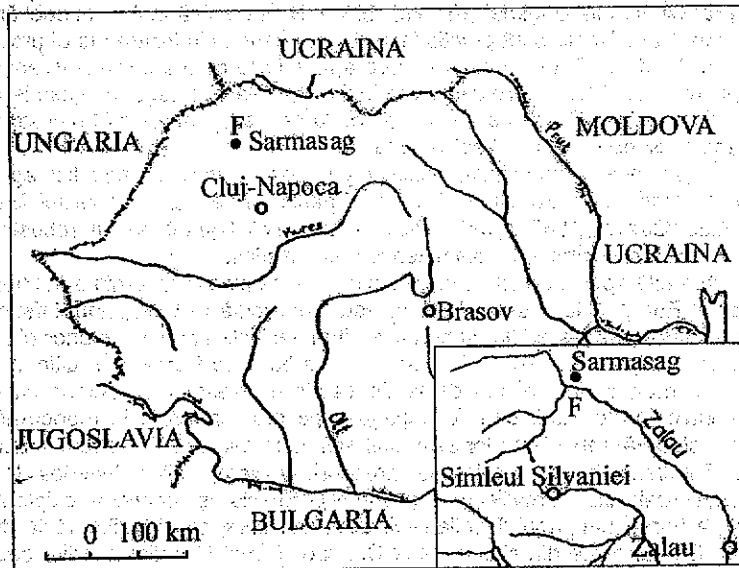 UCRAINA
UNGARIA
F
Sarmasag
MOLDOVA
Prut
Cluj-Napoca
Mures
UCRAINA
Brasov
Sarmasag
F
Zalau
JUGOSLAVIA
Olt
Simleul Silvaniei
BULGARIA
Zalau
0 100 km